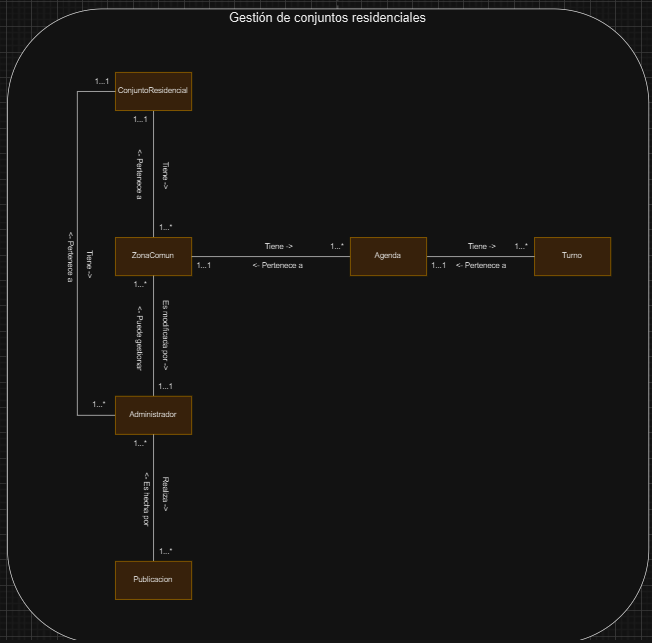 Gestión de conjuntos residenciales
1...1
ConjuntoResidencial
1...1
<- Pertenece a
Tiene ->
1...*
<- Pertenece a
Tiene ->
ZonaComun
Tiene ->
1...*
1...1
<- Pertenece a
Agenda
Tiene ->
1...*
1...1
<- Pertenece a
Turno
1...*
<- Puede gestionar
Es modificada por ->
1...1
1...*
Administrador
1...*
<- Es hecha por
Realiza ->
1...*
Publicacion